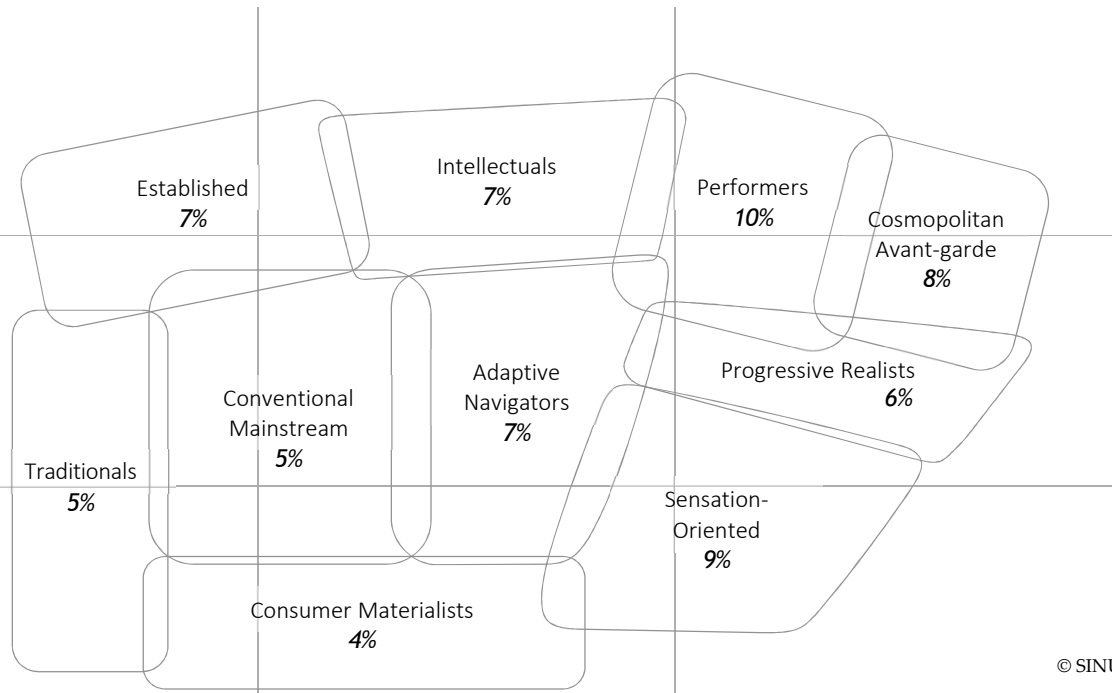 Established
7%
Intellectuals
7%
Performers
10%
Cosmopolitan
Avant-garde
8%
Progressive Realists
6%
Adaptive
Navigators
7%
Conventional
Mainstream
5%
Traditionals
5%
Sensation-
Oriented
9%
Consumer Materialists
4%
© SINU